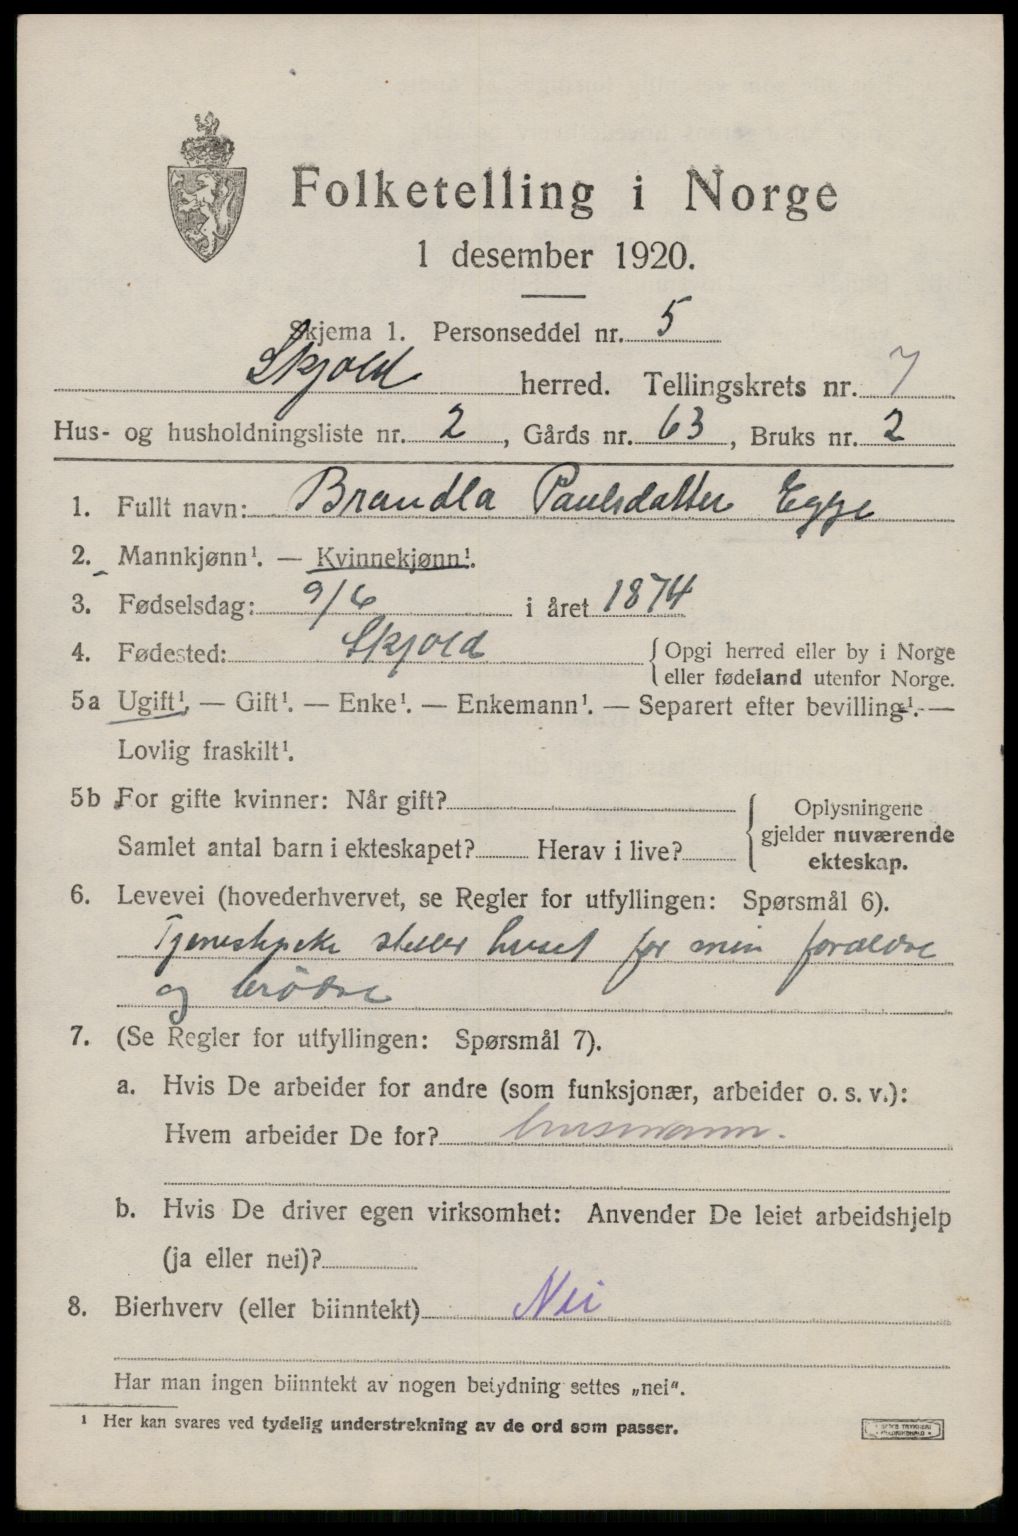 Folketelling i Norge
1 desember 1920.
Skjema 1. Personseddel nr. 5
Skjold herred. Tellingskrets nr. 7
Hus- og husholdningsliste nr. 2, Gårds nr. 63, Bruks nr. 2
1. Fullt navn: Brandla Paulsdatter Egge
2. Mannkjønn¹. — Kvinnekjønn¹.
3. Fødselsdag: 9/6 i året 1874
4. Fødested: Skjold { Opgi herred eller by i Norge
eller fødeland utenfor Norge.
5a Ugift¹. — Gift¹. — Enke¹. — Enkemann¹. — Separert efter bevilling¹. —
Lovlig fraskilt¹.
5b For gifte kvinner: Når gift?
Samlet antal barn i ekteskapet? Herav i live?
Oplysningene
gjelder nuværende
ekteskap.
6. Levevei (hovederhvervet, se Regler for utfyllingen: Spørsmål 6).
steller huset for min forældre
og brödre
7. (Se Regler for utfyllingen: Spørsmål 7).
a. Hvis De arbeider for andre (som funksjonær, arbeider o. s. v.):
Hvem arbeider De for?
b. Hvis De driver egen virksomhet: Anvender De leiet arbeidshjelp
(ja eller nei)?
8. Bierhverv (eller biinntekt) Nei
Har man ingen biinntekt av nogen betydning settes „nei“.
¹ Her kan svares ved tydelig understrekning av de ord som passer.